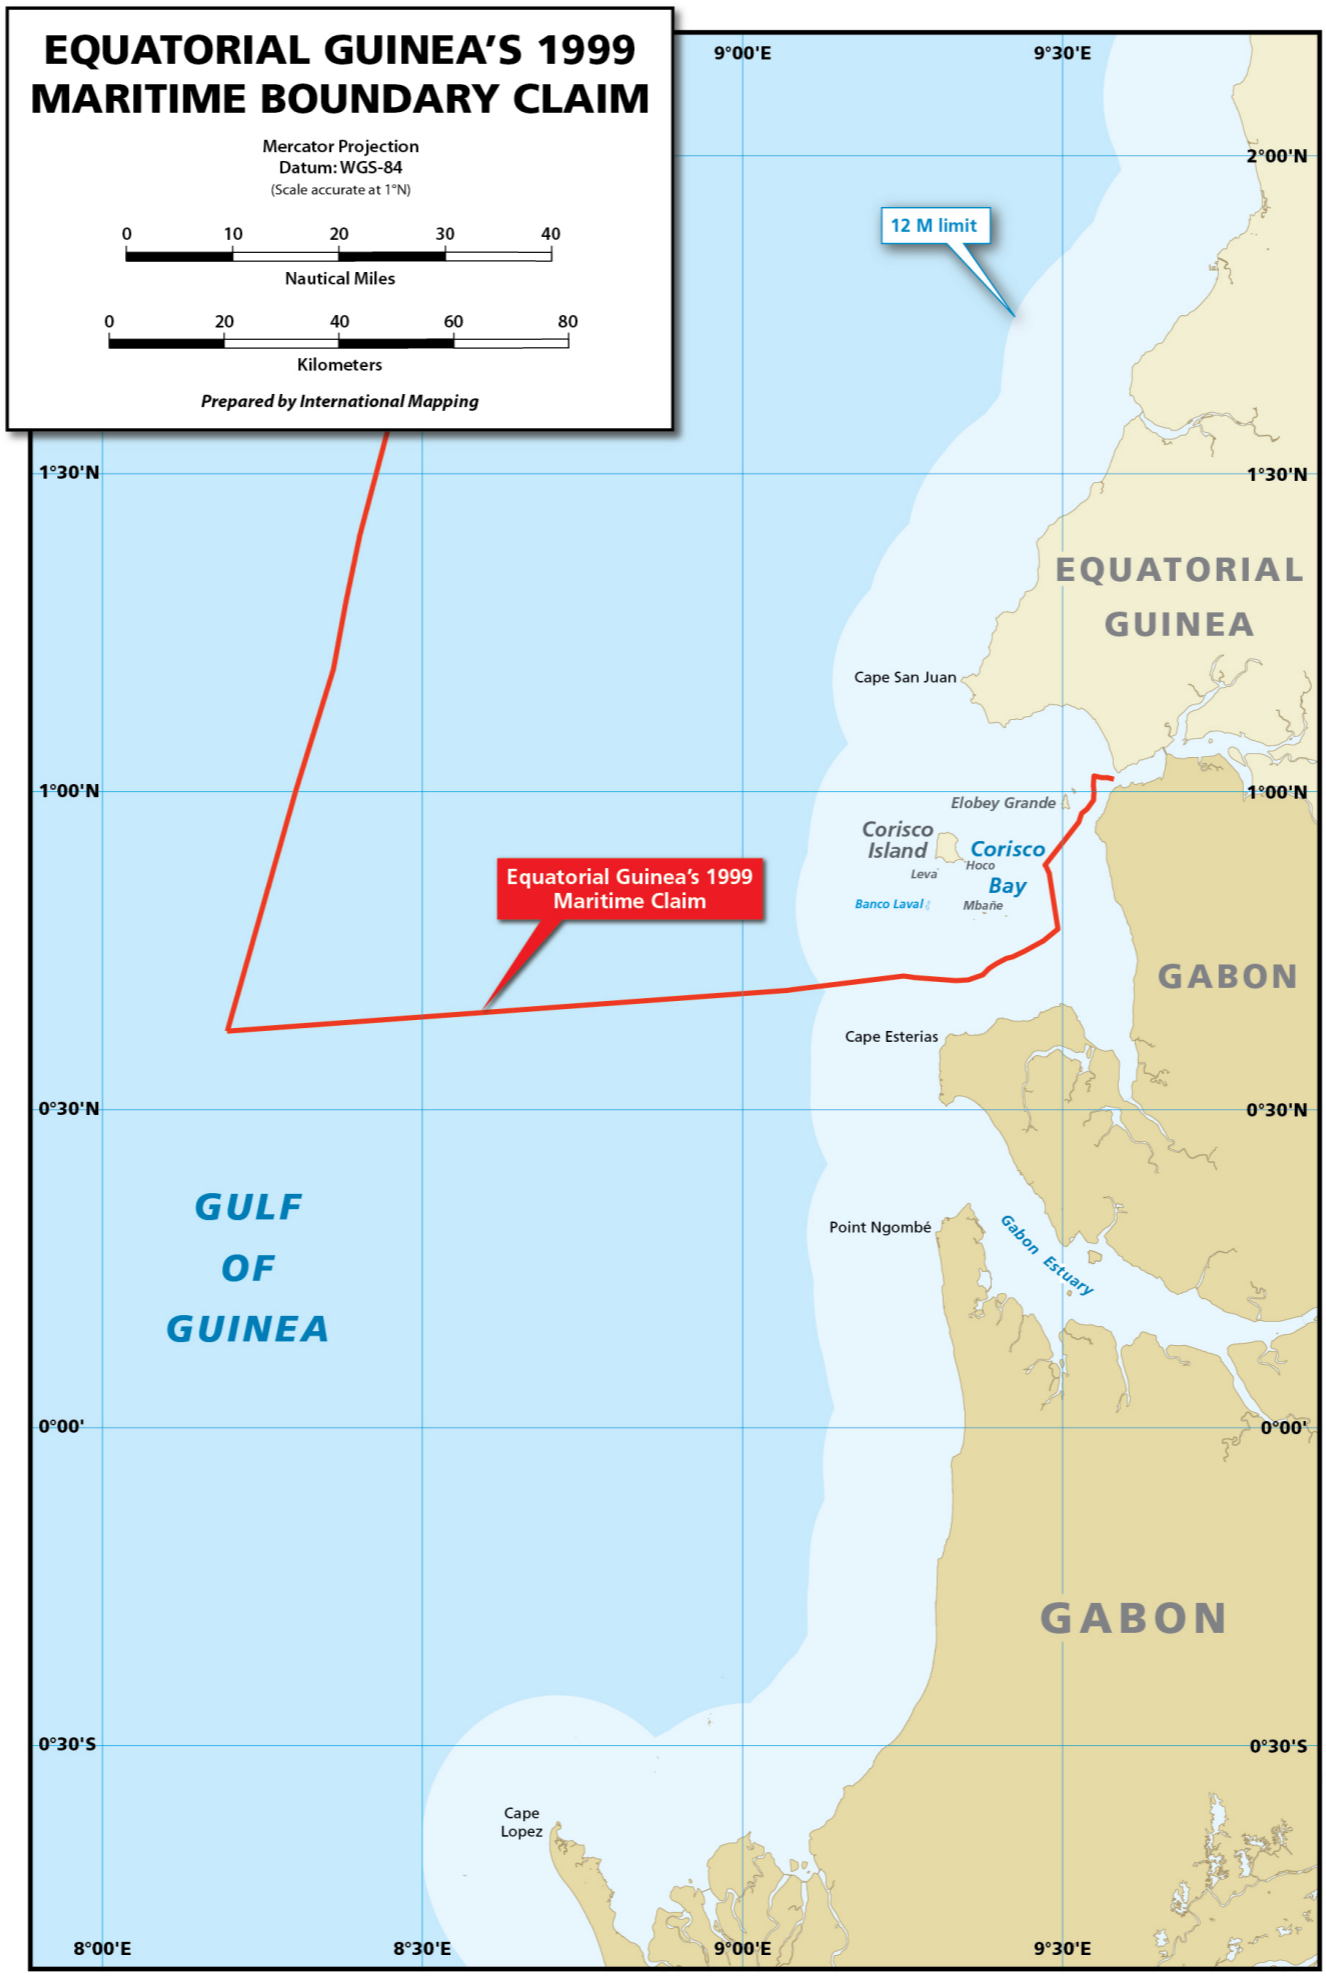 EQUATORIAL GUINEA'S 1999
MARITIME BOUNDARY CLAIM
Mercator Projection
Datum: WGS-84
(Scale accurate at 1°N)
0 10 20 30 40
Nautical Miles
0 20 40 60 80
Kilometers
Prepared by International Mapping
9°00'E 9°30'E
2°00'N
12 M limit
1°30'N 1°30'N
EQUATORIAL
GUINEA
Cape San Juan
1°00'N 1°00'N
Elobey Grande
Corisco
Island
Corisco
Bay
Hoco
Leva
Banco Laval
Mbañe
Equatorial Guinea's 1999
Maritime Claim
GABON
Cape Esterias
0°30'N 0°30'N
GULF
OF
GUINEA
Point Ngombé
Gabon Estuary
0°00' 0°00'
GABON
0°30'S 0°30'S
Cape
Lopez
8°00'E 8°30'E 9°00'E 9°30'E